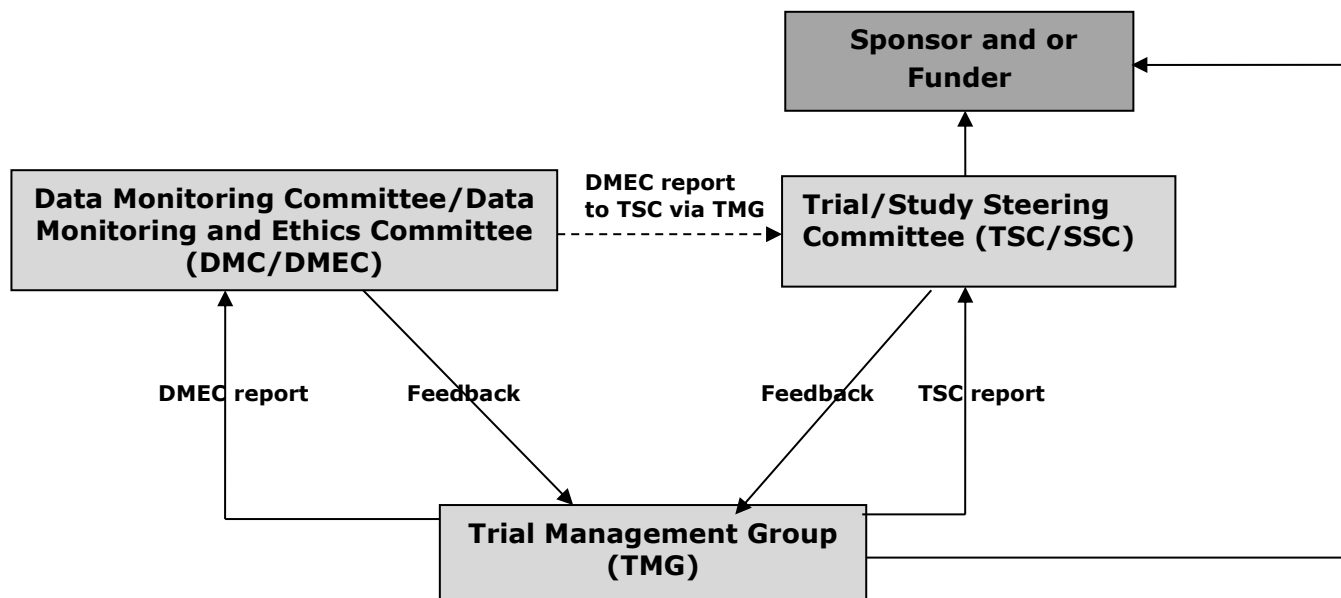 Sponsor and or
Funder
Data Monitoring Committee/Data
Monitoring and Ethics Committee
(DMC/DMEC)
DMEC report
to TSC via TMG
Trial/Study Steering
Committee (TSC/SSC)
DMEC report
Feedback
Feedback
TSC report
Trial Management Group
(TMG)